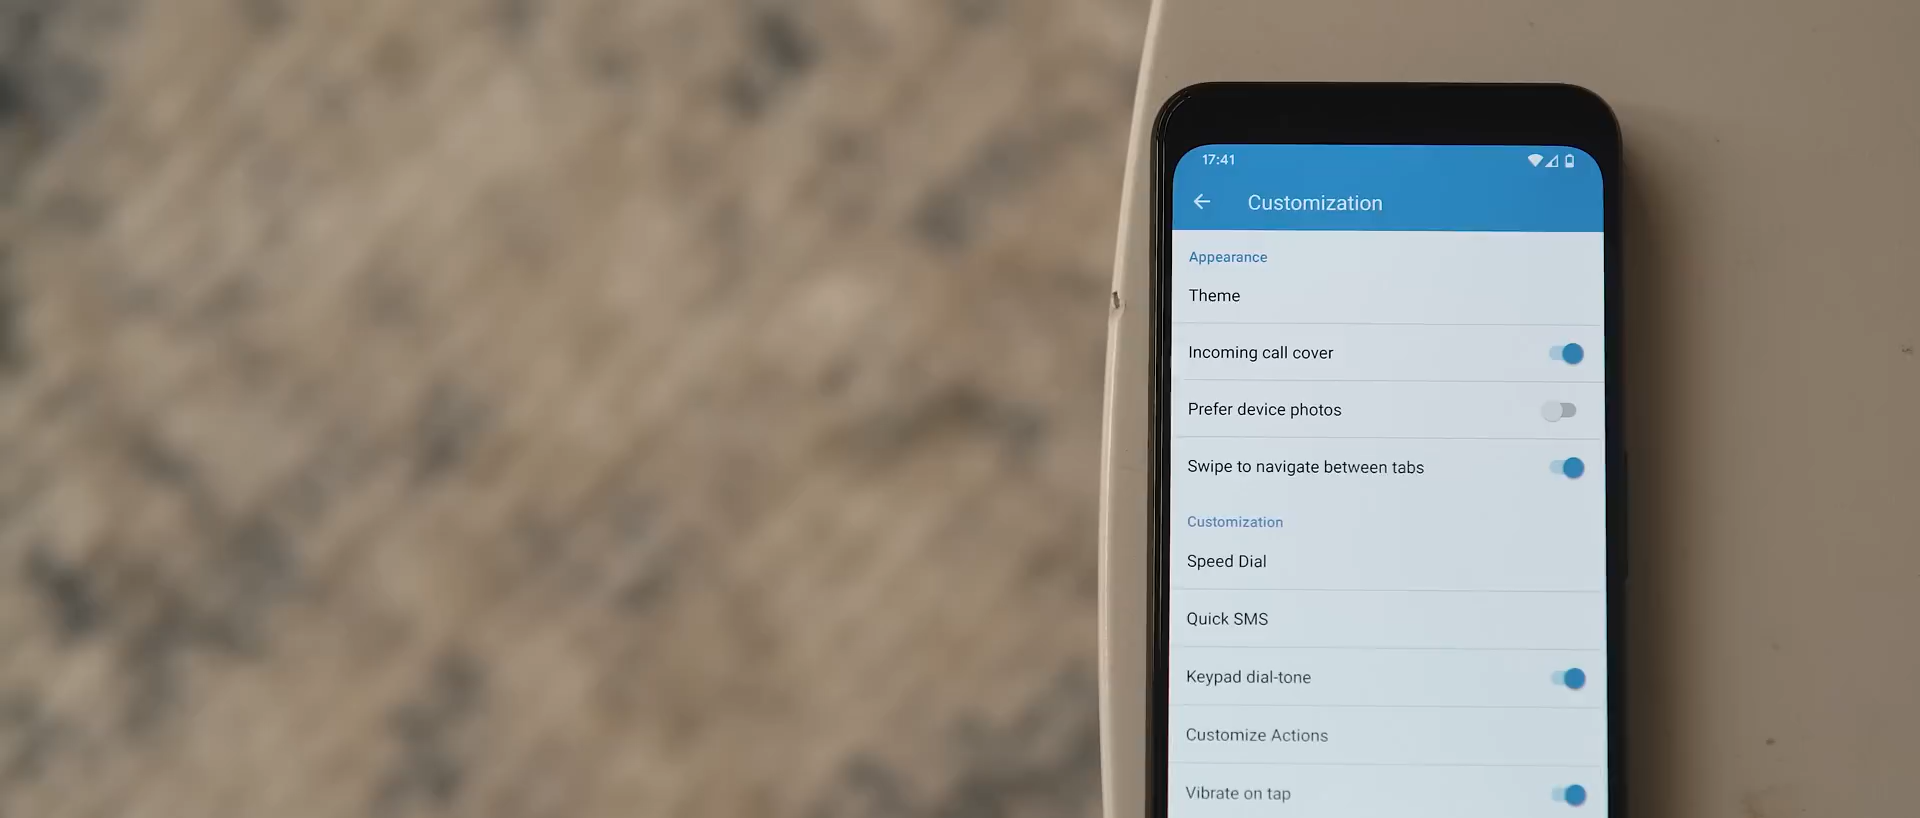 17:41
Customization
Appearance
Theme
Incoming call cover
Prefer device photos
Swipe to navigate between tabs
Customization
Speed Dial
Quick SMS
Keypad dial-tone
Customize Actions
Vibrate on tap